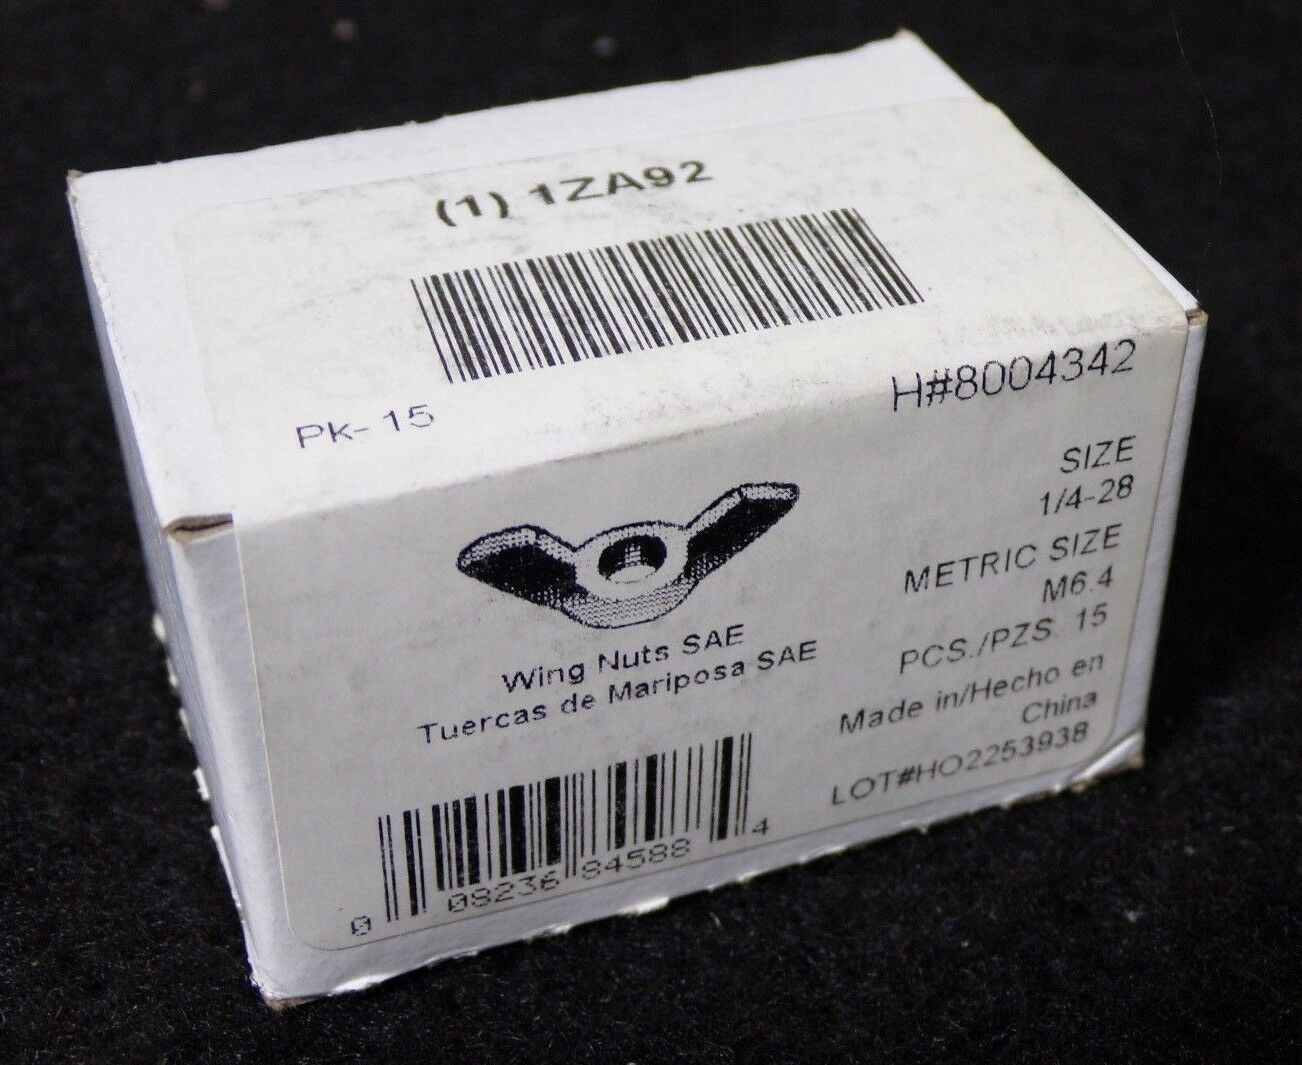 (1) 1ZA92
PK-15
H#8004342
SIZE
1/4-28
METRIC SIZE
M6.4
PCS./PZS. 15
Made in/Hecho en
China
LOT#HO2253938
Wing Nuts SAE
Tuercas de Mariposa SAE
0 08236 84588 4